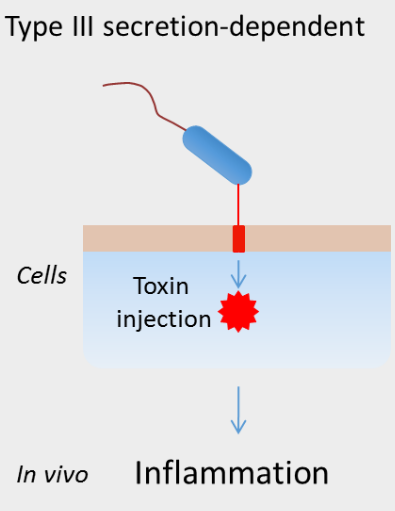 Type III secretion-dependent
Cells
Toxin
injection
In vivo
Inflammation